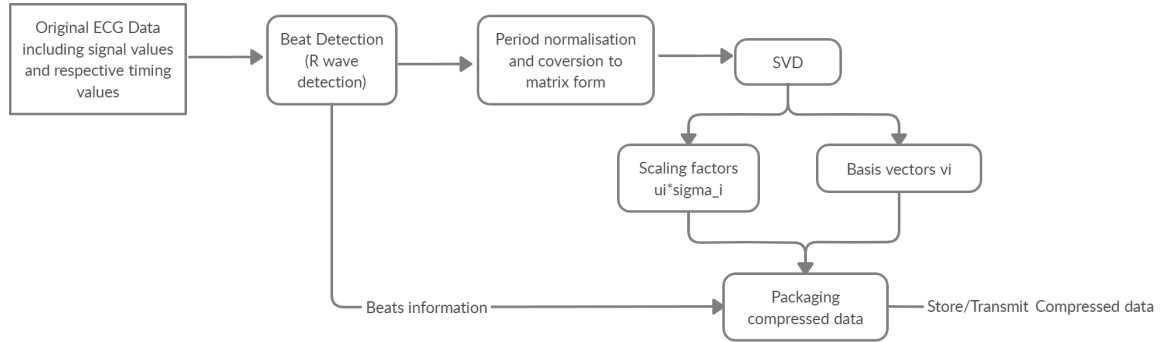 Original ECG Data
including signal values
and respective timing
values
Beat Detection
(R wave
detection)
Period normalisation
and coversion to
matrix form
SVD
Scaling factors
ui*sigma_i
Basis vectors vi
Beats information
Packaging
compressed data
Store/Transmit Compressed data